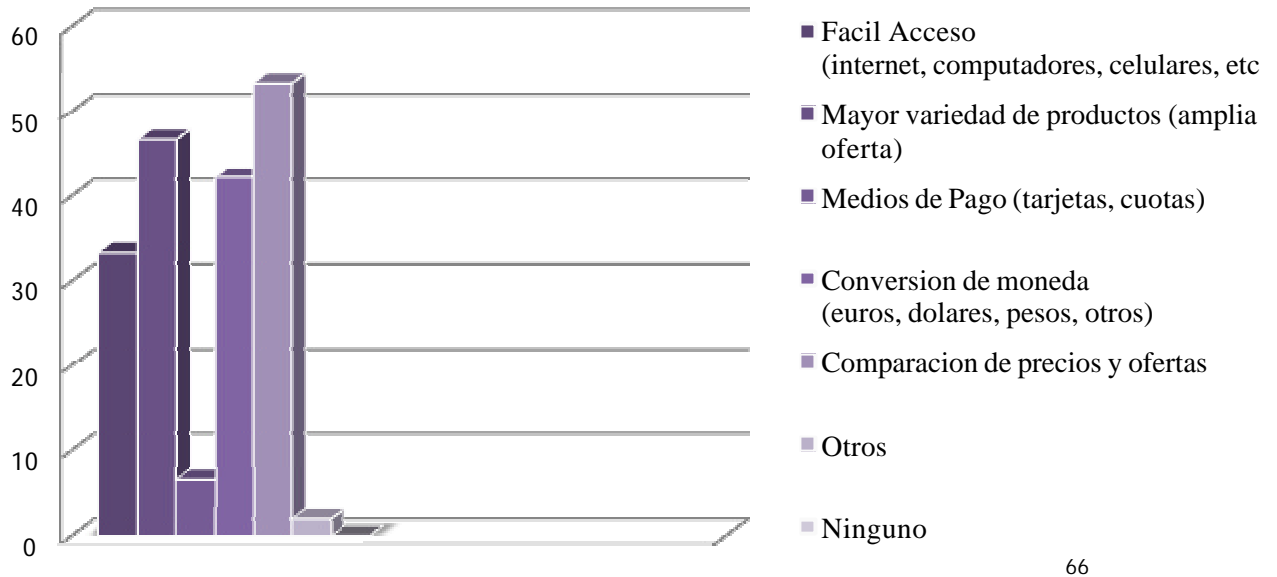 60
50
40
30
20
10
0
Facil Acceso
(internet, computadores, celulares, etc
Mayor variedad de productos (amplia
oferta)
Medios de Pago (tarjetas, cuotas)
Conversion de moneda
(euros, dolares, pesos, otros)
Comparacion de precios y ofertas
Otros
Ninguno
66